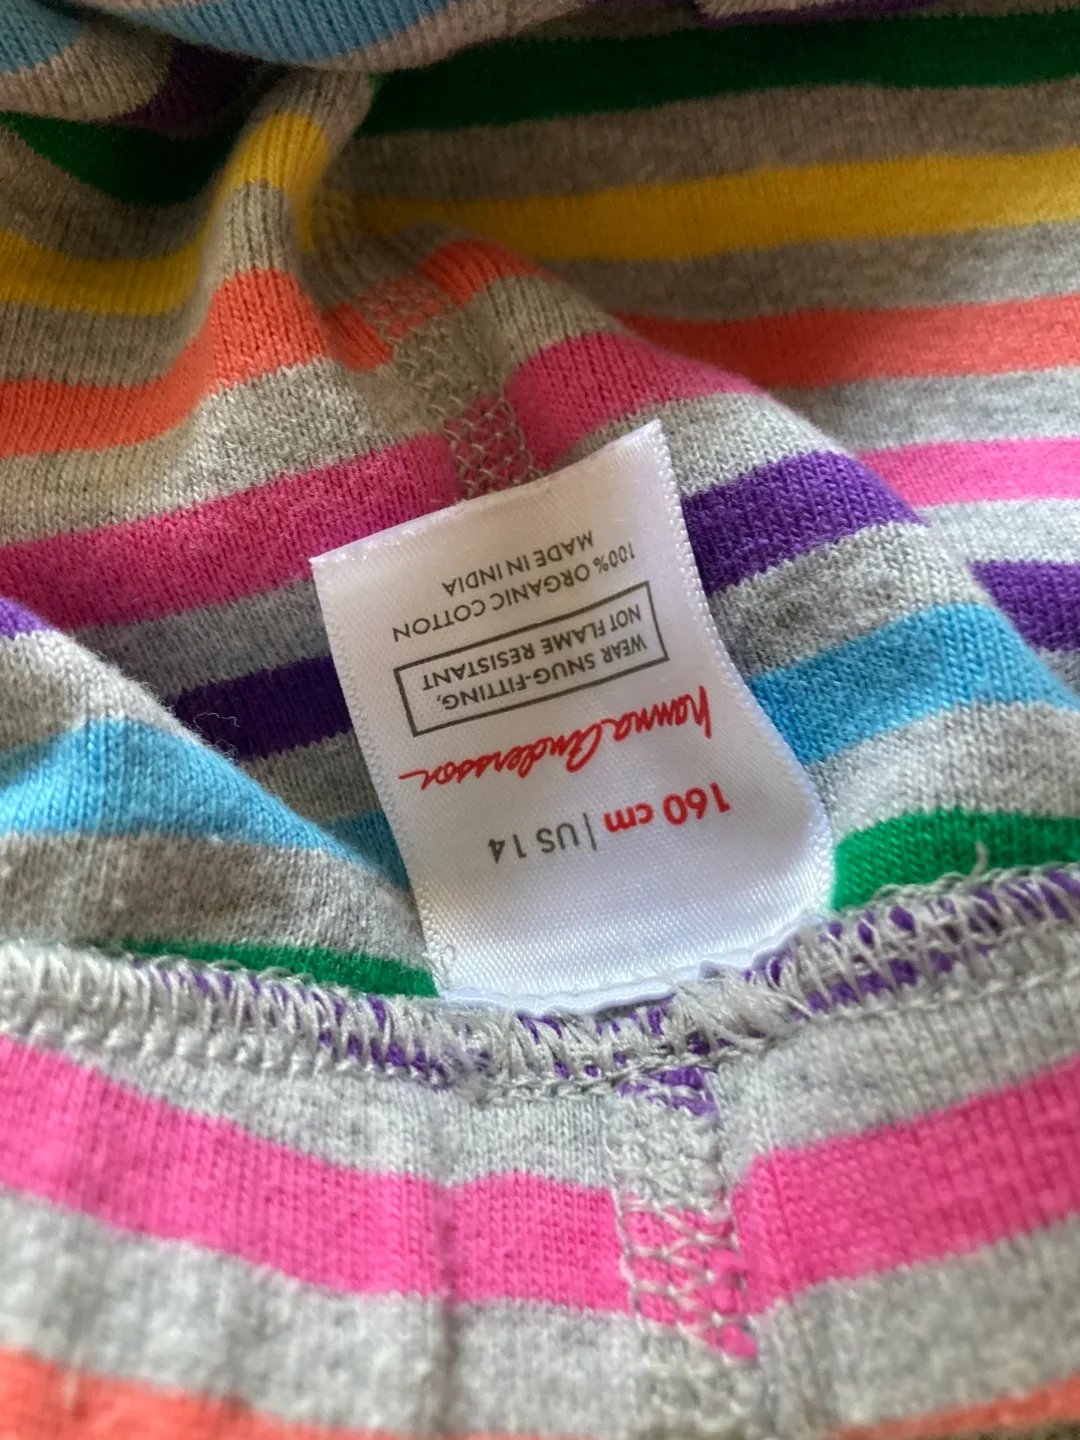 160 cm | US 14
hanna Andersson
WEAR SNUG-FITTING,
NOT FLAME RESISTANT
100% ORGANIC COTTON
MADE IN INDIA